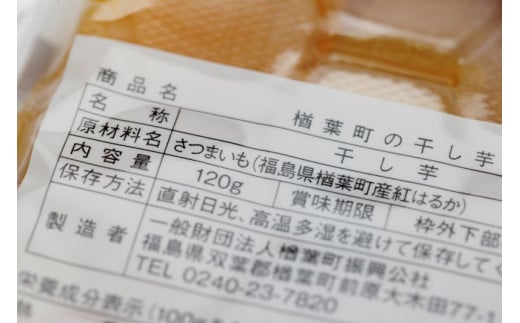 商品名 楢葉町の干し芋
名称 干し芋
原材料名 さつまいも(福島県楢葉町産紅はるか)
内容量 120g 賞味期限 枠外下部
保存方法 直射日光、高温多湿を避けて保存してく
製造者 一般財団法人楢葉町振興公社
福島県双葉郡楢葉町前原大木田77-1
TEL 0240-23-7820
栄養成分表示(100g